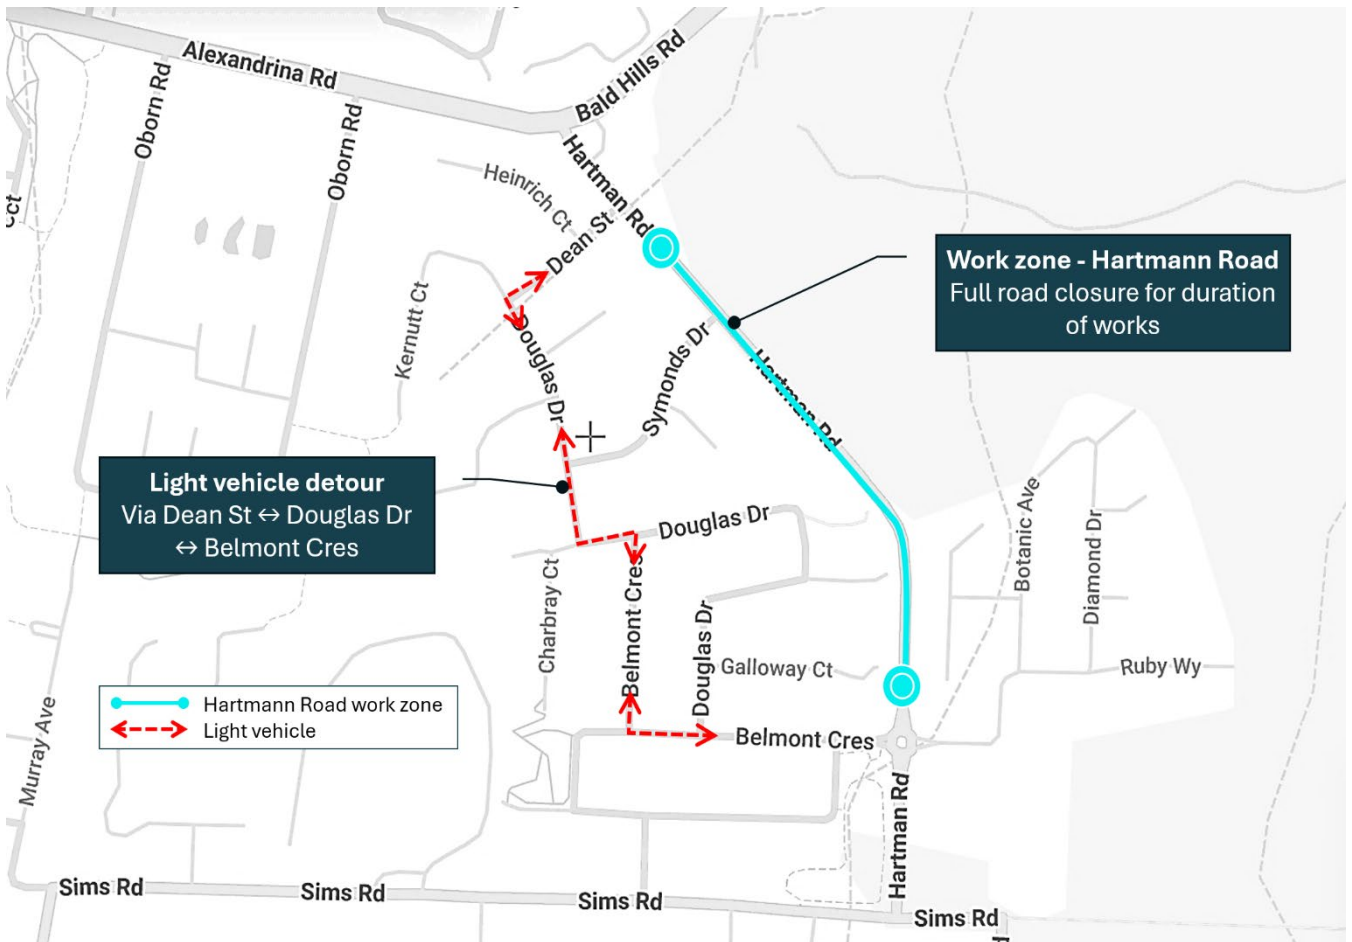 Alexandrina Rd
Bald Hills Rd
Oborn Rd
Oborn Rd
Hartman Rd
Heinrich Ct
Dean St
cct
Kernutt Ct
Douglas Dr
Symonds Dr
Hartman Rd
Work zone - Hartmann Road
Full road closure for duration
of works
Light vehicle detour
Via Dean St ↔ Douglas Dr
↔ Belmont Cres
Douglas Dr
Botanic Ave
Diamond Dr
Charbray Ct
Belmont Cres
Douglas Dr
Galloway Ct
Ruby Wy
Murray Ave
Hartmann Road work zone
Light vehicle
Belmont Cres
Hartman Rd
Sims Rd
Sims Rd
Sims Rd
Sims Rd